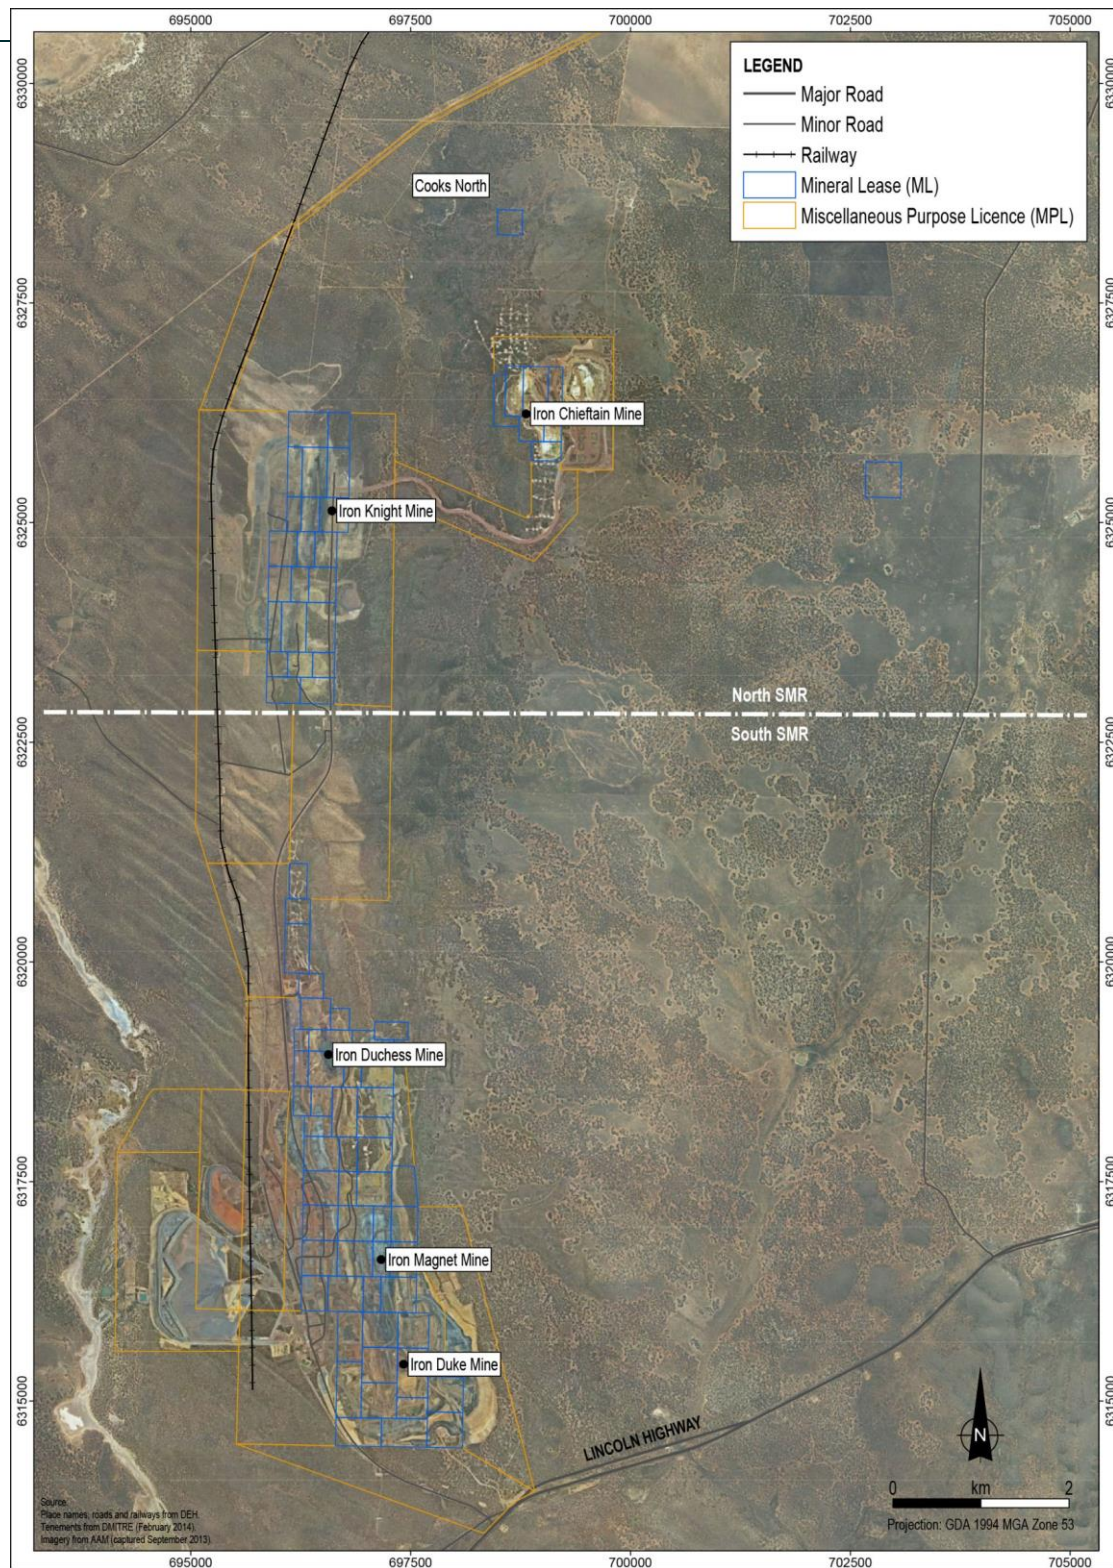 695000
697500
700000
702500
705000
6330000
6330000
LEGEND
Major Road
Minor Road
Railway
Mineral Lease (ML)
Miscellaneous Purpose Licence (MPL)
Cooks North
6327500
6327500
Iron Chieftain Mine
Iron Knight Mine
6325000
6325000
North SMR
South SMR
6322500
6322500
6320000
6320000
Iron Duchess Mine
6317500
6317500
Iron Magnet Mine
Iron Duke Mine
6315000
6315000
LINCOLN HIGHWAY
N
0 km 2
Projection: GDA 1994 MGA Zone 53
Source:
Place names, roads and railways from DEH.
Tenements from DMITRE (February 2014).
Imagery from AAM (captured September 2013).
695000
697500
700000
702500
705000